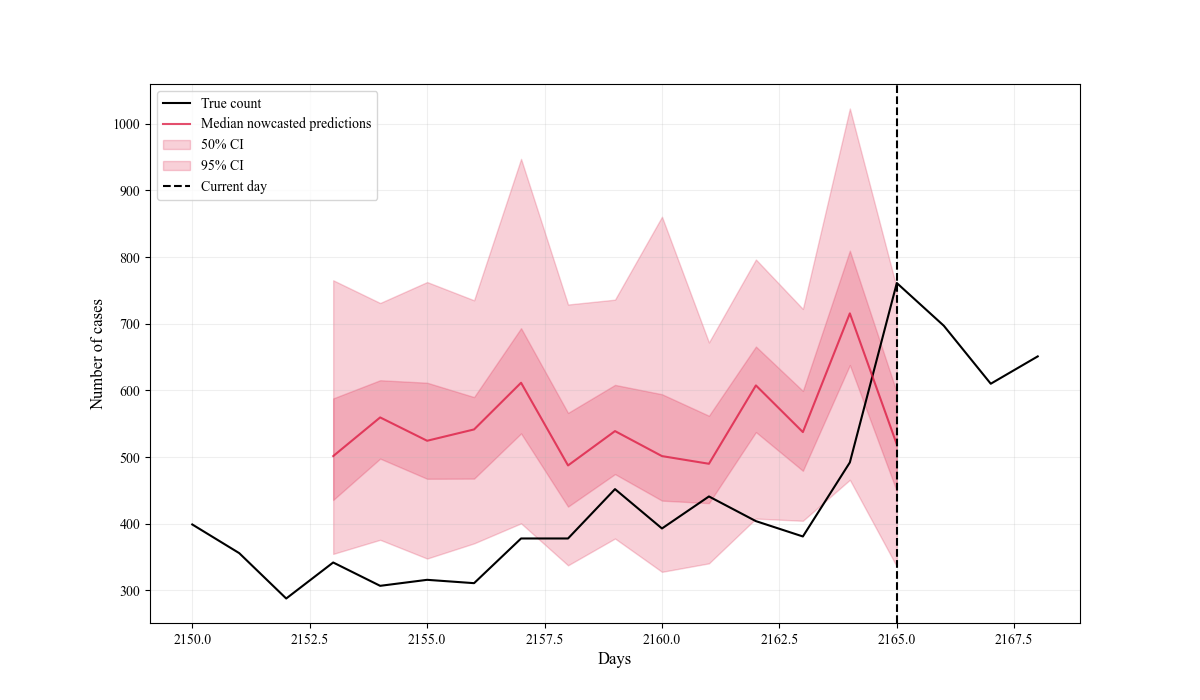 True count
Median nowcasted predictions
50% CI
95% CI
Current day
Number of cases
1000
900
800
700
600
500
400
300
2150.0 2152.5 2155.0 2157.5 2160.0 2162.5 2165.0 2167.5
Days